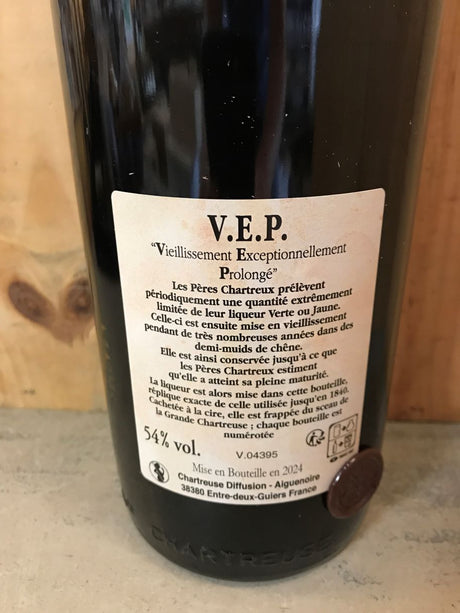 V.E.P.
"Vieillissement Exceptionnellement
Prolongé"
Les Pères Chartreux prélèvent
périodiquement une quantité extrêmement
limitée de leur liqueur Verte ou Jaune.
Celle-ci est ensuite mise en vieillissement
pendant de très nombreuses années dans des
demi-muids de chêne.
Elle est ainsi conservée jusqu'à ce que
les Pères Chartreux estiment
qu'elle a atteint sa pleine maturité.
La liqueur est alors mise dans cette bouteille,
réplique exacte de celle utilisée jusqu'en 1840.
Cachetée à la cire, elle est frappée du sceau de
la Grande Chartreuse ; chaque bouteille est
numérotée
54% vol.
V.04395
Mise en Bouteille en 2024
Chartreuse Diffusion - Aiguenoire
38380 Entre-deux-Guiers France
CHARTREUSE